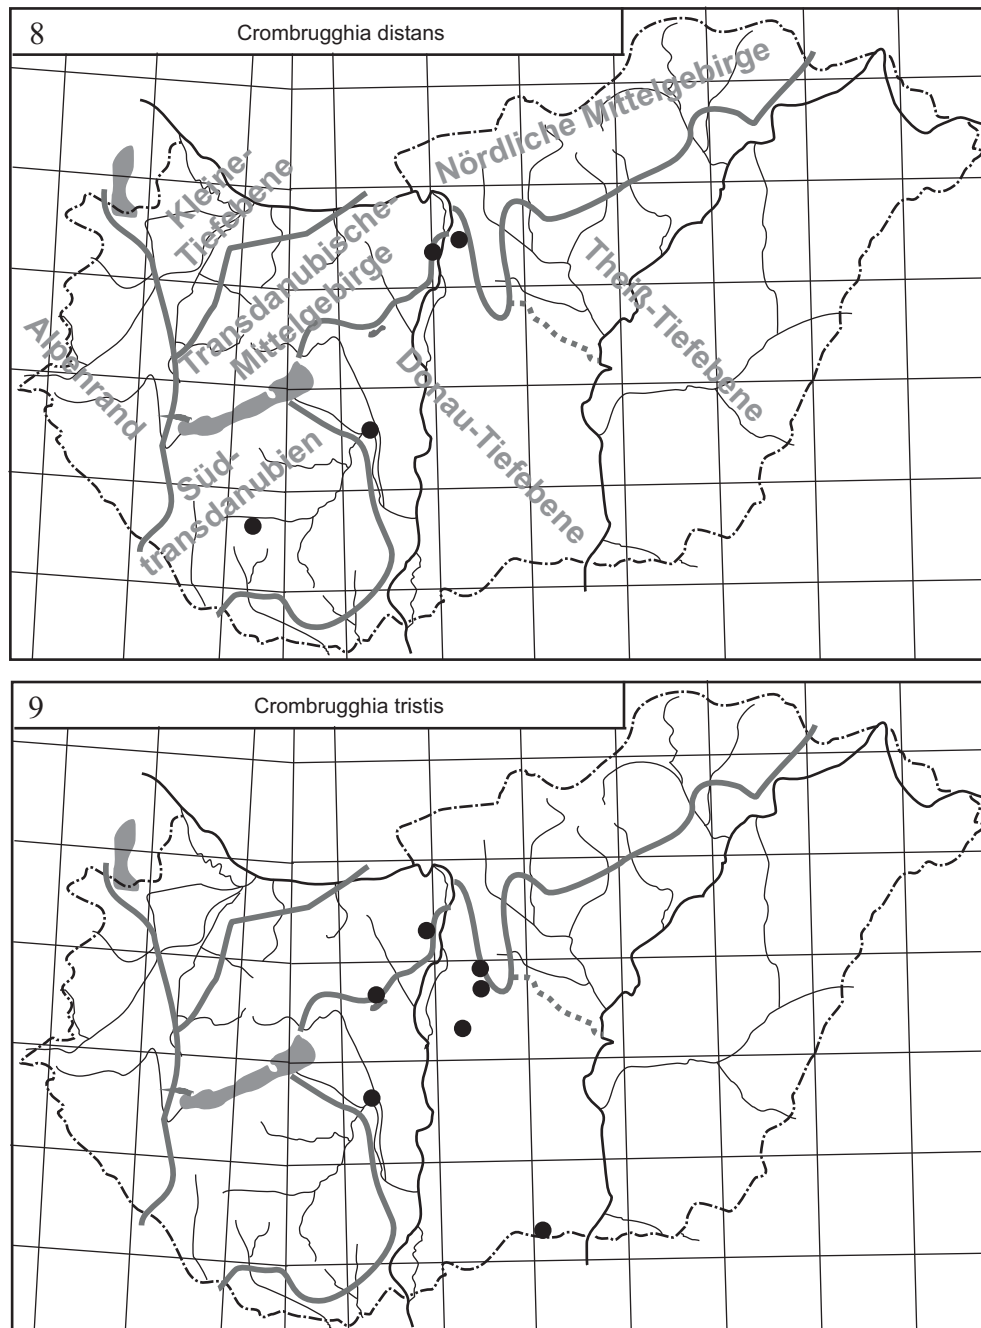 8
Crombrugghia distans
Nördliche Mittelgebirge
Kleine-
Tiefebene
Transdanubische
Mittelgebirge
Alpenrand
Donau-Tiefebene
Theiß-Tiefebene
Süd-
transdanubien
9
Crombrugghia tristis